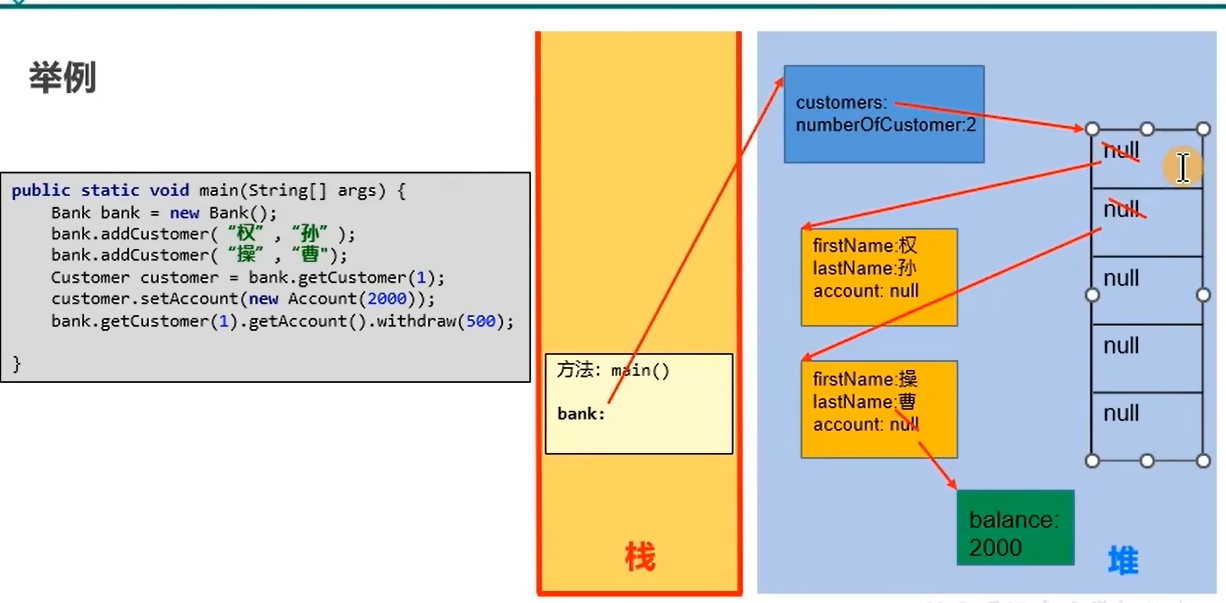 举例
public static void main(String[] args) {
Bank bank = new Bank();
bank.addCustomer( “权” , “孙” );
bank.addCustomer( “操” , “曹");
Customer customer = bank.getCustomer(1);
customer.setAccount(new Account(2000));
bank.getCustomer(1).getAccount().withdraw(500);
}
方法: main()
bank:
栈
customers:
numberOfCustomer:2
firstName:权
lastName:孙
account: null
firstName:操
lastName:曹
account: null
balance:
2000
null
null
null
null
null
堆